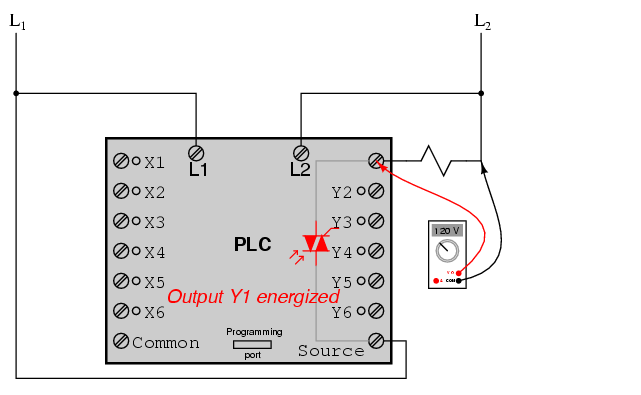 L1
L2
L1
L2
X1
X2
Y2
X3
Y3
X4
PLC
Y4
X5
Y5
Output Y1 energized
X6
Y6
Common
Programming
port
Source
120 V
V Ω
A
COM